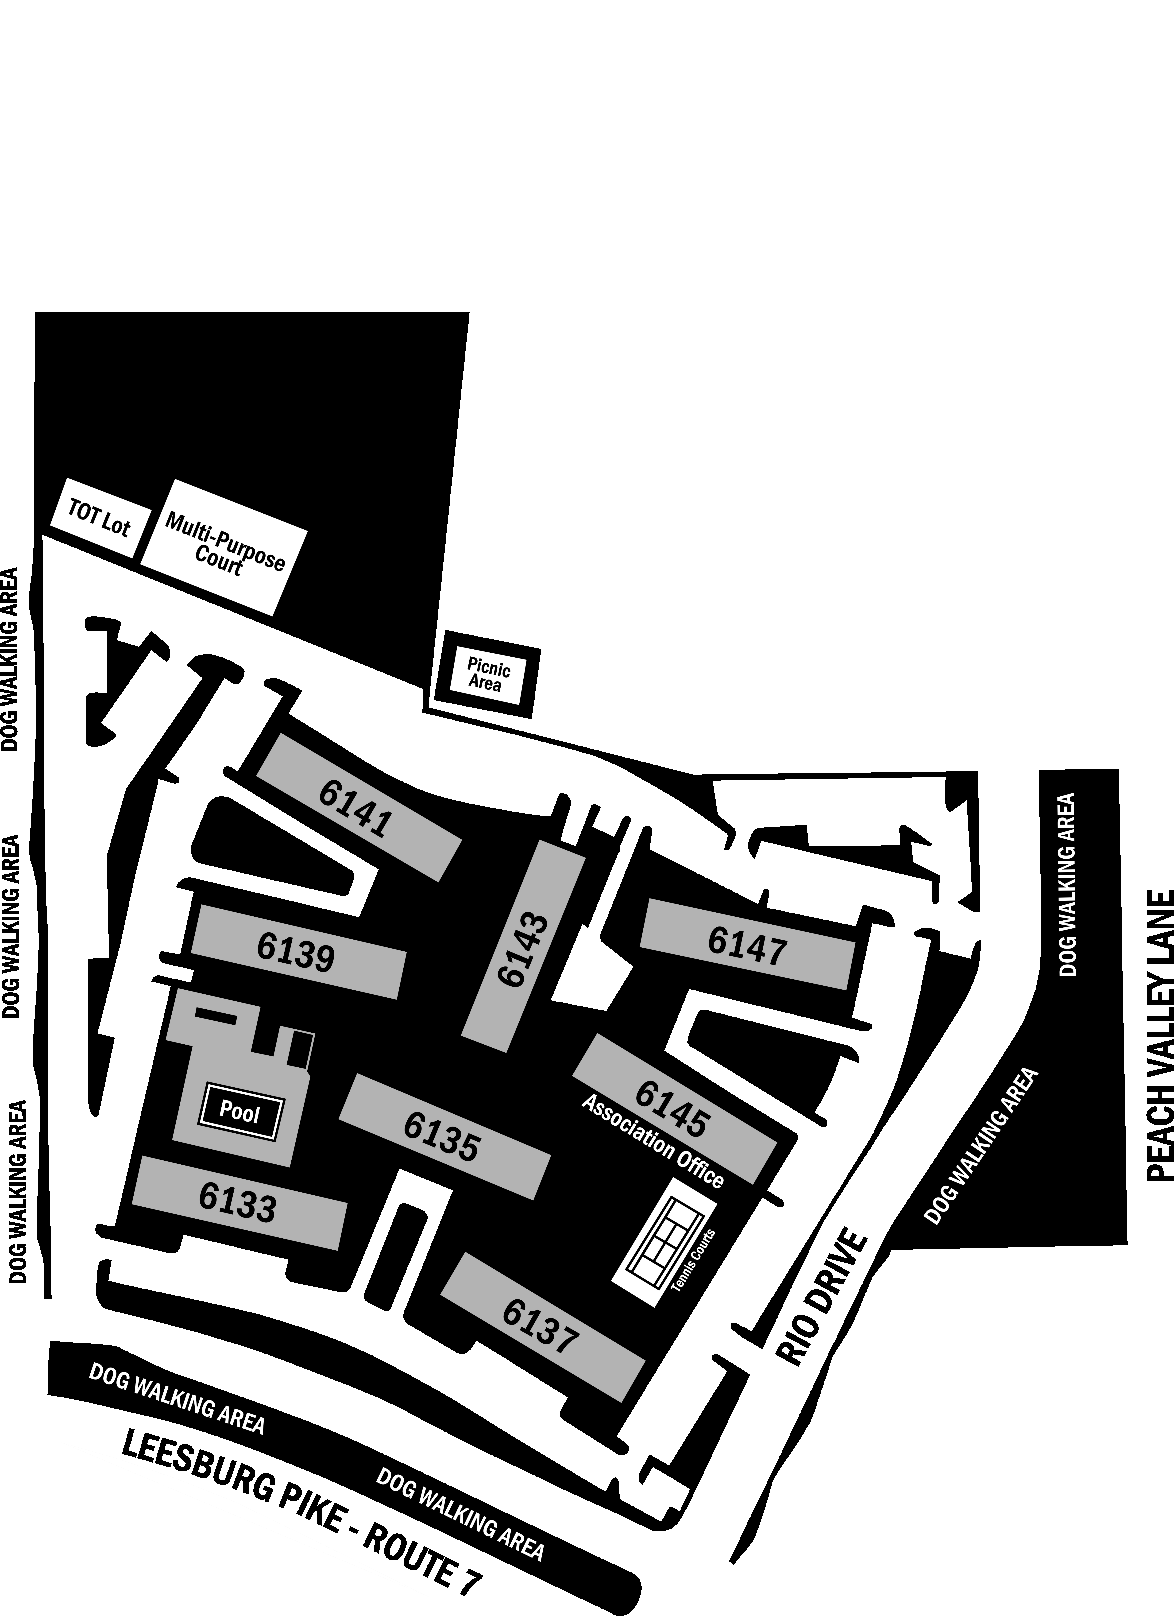 TOT Lot
Multi-Purpose
Court
Picnic
Area
DOG WALKING AREA
DOG WALKING AREA
DOG WALKING AREA
6141
6143
6147
6139
6145
Association Office
Pool
6135
6133
6137
Tennis Courts
DOG WALKING AREA
DOG WALKING AREA
PEACH VALLEY LANE
RIO DRIVE
DOG WALKING AREA
DOG WALKING AREA
LEESBURG PIKE - ROUTE 7